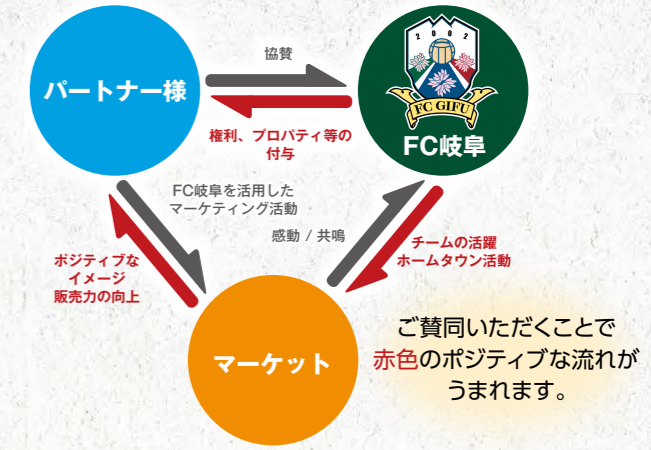 協賛
2002
パートナー様
FC GIFU
FC岐阜
権利、プロパティ等の
付与
FC岐阜を活用した
マーケティング活動
感動 / 共鳴
チームの活躍
ホームタウン活動
ポジティブな
イメージ
販売力の向上
マーケット
ご賛同いただくことで
赤色のポジティブな流れが
うまれます。